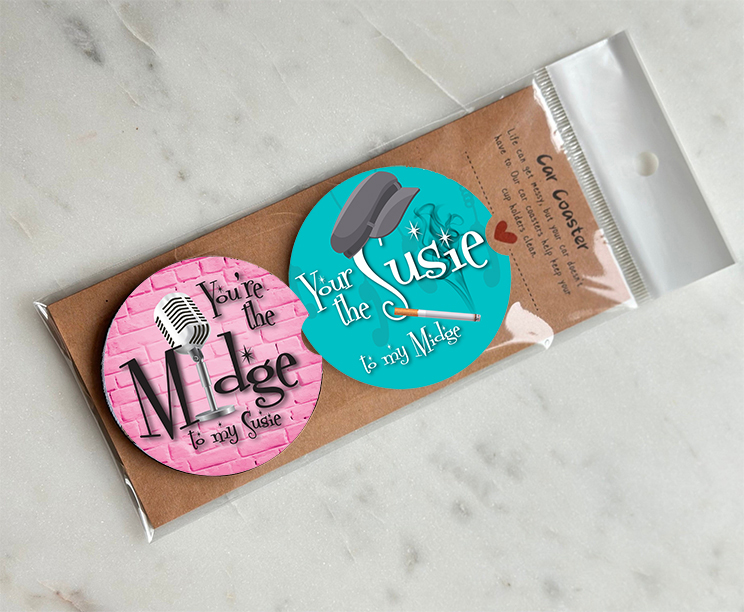 You're
the
Midge
to my Susie
Your
the Susie
to my Midge
Car Coaster
Life can get messy, but your car doesn't
have to. Our car coasters help keep your
cup holders clean.